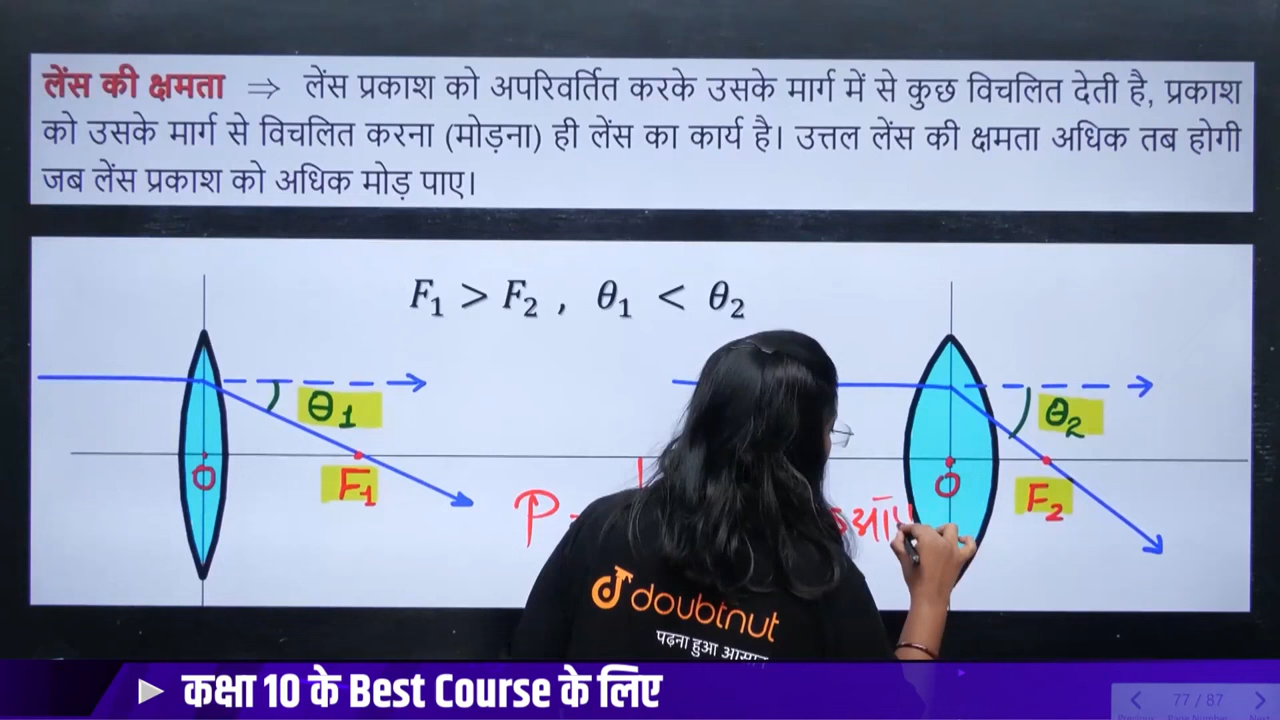 लेंस की क्षमता ⇒ लेंस प्रकाश को अपरिवर्तित करके उसके मार्ग में से कुछ विचलित देती है, प्रकाश
को उसके मार्ग से विचलित करना (मोड़ना) ही लेंस का कार्य है। उत्तल लेंस की क्षमता अधिक तब होगी
जब लेंस प्रकाश को अधिक मोड़ पाए।
F₁ > F₂ , θ₁ < θ₂
θ₁
θ₂
O
F₁
O
F₂
P
doubtnut
पढ़ना हुआ
▶ कक्षा 10 के Best Course के लिए
77 / 87